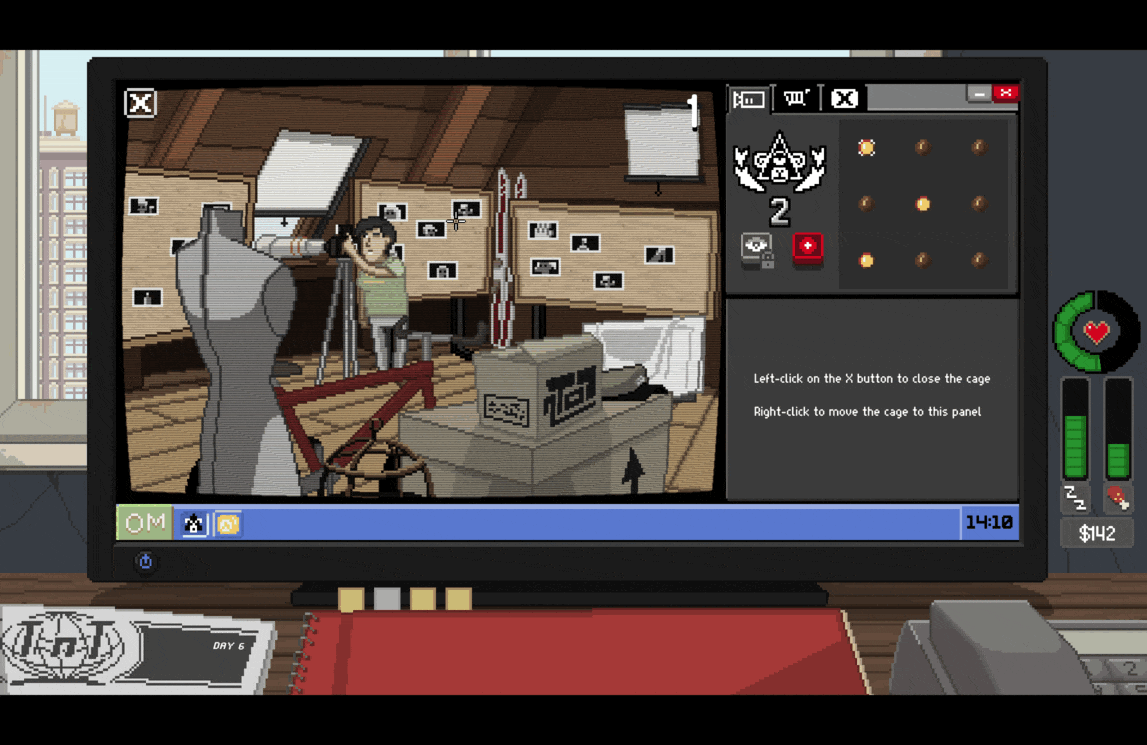 1
2
Left-click on the X button to close the cage
Right-click to move the cage to this panel
OM
14:10
$142
TnT
DAY 6